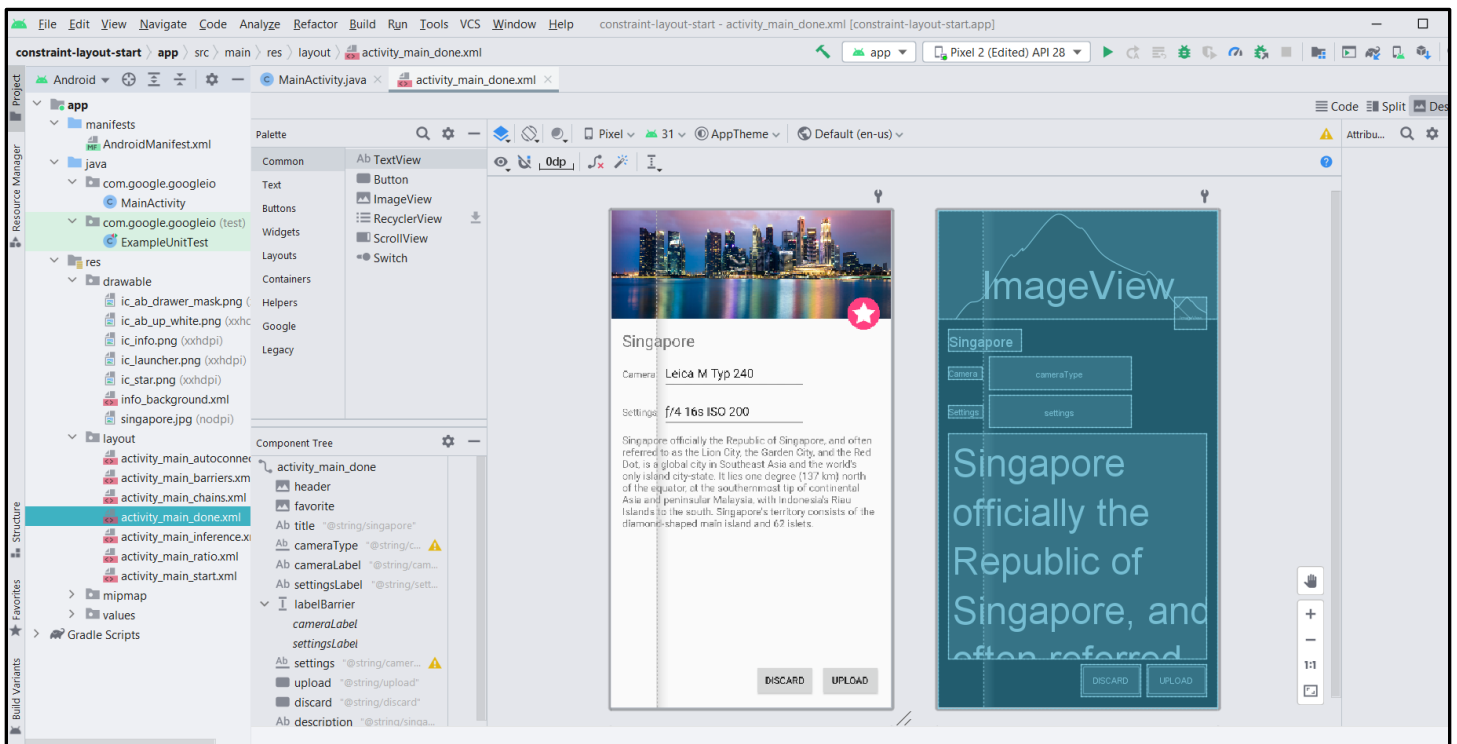 File Edit View Navigate Code Analyze Refactor Build Run Tools VCS Window Help constraint-layout-start - activity_main_done.xml [constraint-layout-start.app]
constraint-layout-start app src main res layout activity_main_done.xml
app Pixel 2 (Edited) API 28
Project
Resource Manager
Structure
Favorites
Build Variants
Android
app
manifests
AndroidManifest.xml
java
com.google.googleio
MainActivity
com.google.googleio (test)
ExampleUnitTest
res
drawable
ic_ab_drawer_mask.png (
ic_ab_up_white.png (xxhd
ic_info.png (xxhdpi)
ic_launcher.png (xxhdpi)
ic_star.png (xxhdpi)
info_background.xml
singapore.jpg (nodpi)
layout
activity_main_autoconnec
activity_main_barriers.xm
activity_main_chains.xml
activity_main_done.xml
activity_main_inference.x
activity_main_ratio.xml
activity_main_start.xml
mipmap
values
Gradle Scripts
MainActivity.java activity_main_done.xml
Code Split Des
Palette
Common
Text
Buttons
Widgets
Layouts
Containers
Helpers
Google
Legacy
Ab TextView
Button
ImageView
RecyclerView
ScrollView
Switch
Component Tree
activity_main_done
header
favorite
Ab title "@string/singapore"
Ab cameraType "@string/c...
Ab cameraLabel "@string/cam...
Ab settingsLabel "@string/sett...
labelBarrier
cameraLabel
settingsLabel
Ab settings "@string/camer...
upload "@string/upload"
discard "@string/discard"
Ab description "@string/singa...
Pixel 31 AppTheme Default (en-us)
0dp
Attribu...
Singapore
Camera Leica M Typ 240
Settings f/4 16s ISO 200
Singapore officially the Republic of Singapore, and often
referred to as the Lion City, the Garden City, and the Red
Dot, is a global city in Southeast Asia and the world's
only island city-state. It lies one degree (137 km) north
of the equator, at the southernmost tip of continental
Asia and peninsular Malaysia, with Indonesia's Riau
Islands to the south. Singapore's territory consists of the
diamond-shaped main island and 62 islets.
DISCARD UPLOAD
ImageView
Singapore
Camera cameraType
Settings settings
Singapore
officially the
Republic of
Singapore, and
often referred
DISCARD UPLOAD
1:1